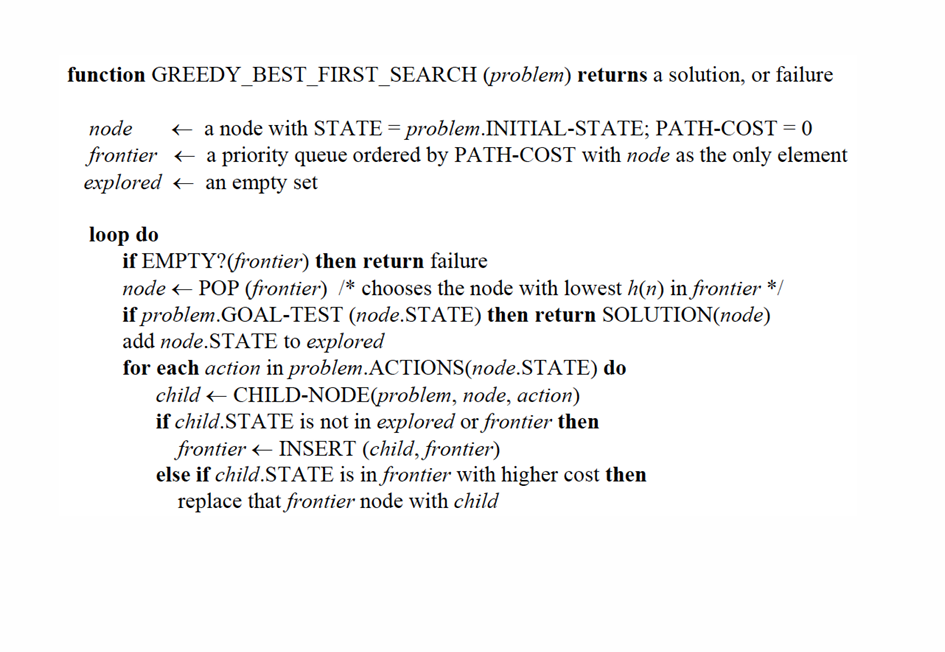 function GREEDY_BEST_FIRST_SEARCH (problem) returns a solution, or failure
node ← a node with STATE = problem.INITIAL-STATE; PATH-COST = 0
frontier ← a priority queue ordered by PATH-COST with node as the only element
explored ← an empty set
loop do
if EMPTY?(frontier) then return failure
node ← POP (frontier) /* chooses the node with lowest h(n) in frontier */
if problem.GOAL-TEST (node.STATE) then return SOLUTION(node)
add node.STATE to explored
for each action in problem.ACTIONS(node.STATE) do
child ← CHILD-NODE(problem, node, action)
if child.STATE is not in explored or frontier then
frontier ← INSERT (child, frontier)
else if child.STATE is in frontier with higher cost then
replace that frontier node with child